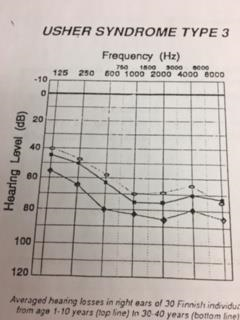 USHER SYNDROME TYPE 3
Frequency (Hz)
750 1500 3000 6000
125 250 500 1000 2000 4000 8000
Hearing Level (dB)
-10
0
20
40
60
80
100
120
Averaged hearing losses in right ears of 30 Finnish
from age 1-10 years (top line) to 30-40 years (bottom line)